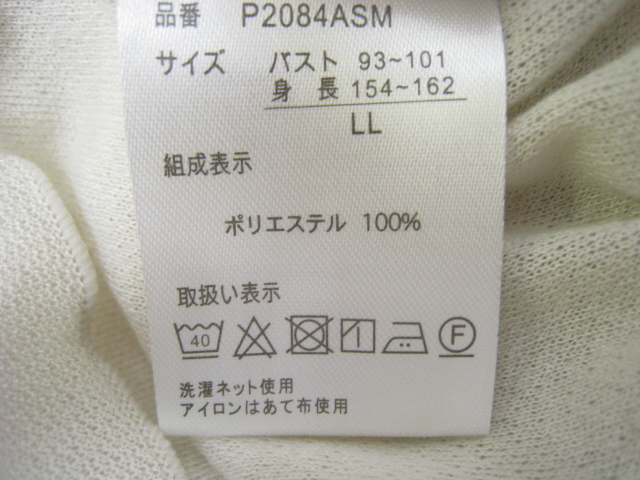 品番 P2084ASM
サイズ バスト 93~101
身 長 154~162
LL
組成表示
ポリエステル 100%
取扱い表示
40 F
洗濯ネット使用
アイロンはあて布使用